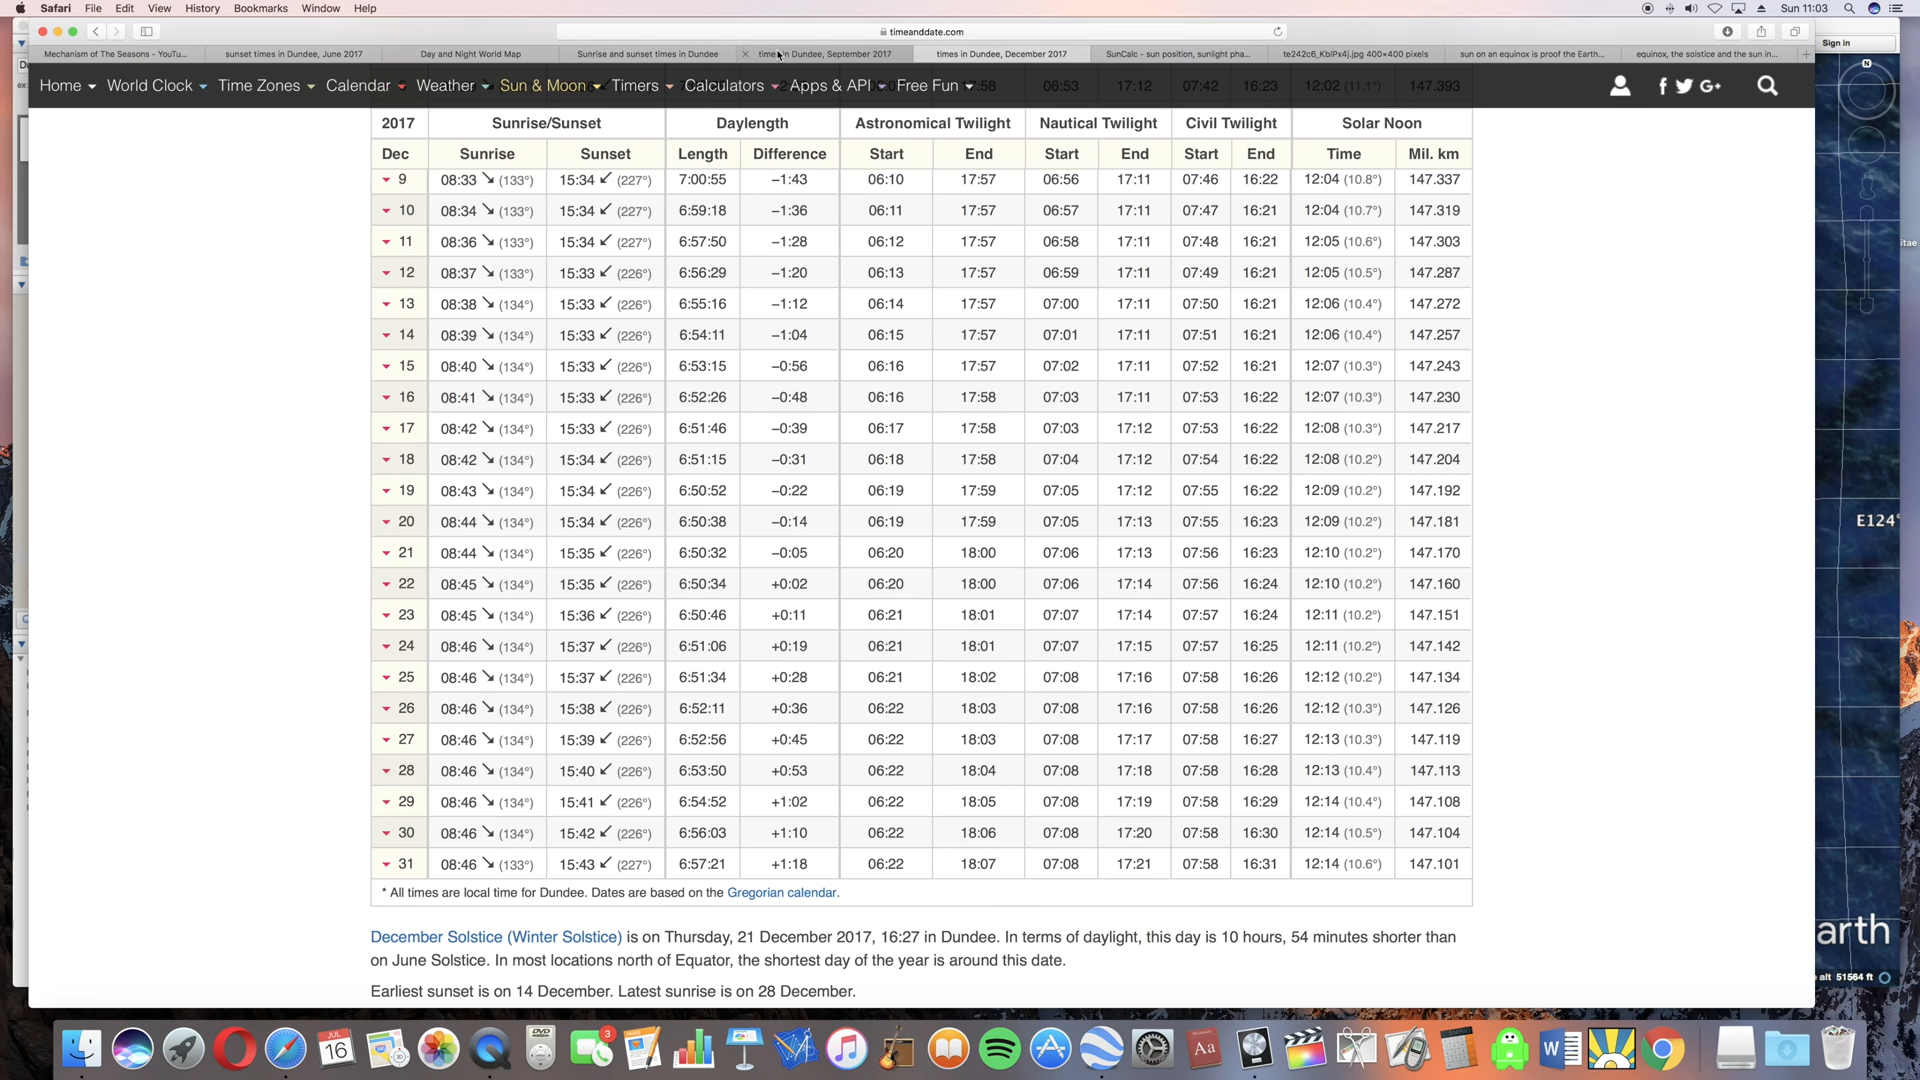 Safari File Edit View History Bookmarks Window Help Sun 11:03
timeanddate.com
Mechanism of The Seasons - YouTu... sunset times in Dundee, June 2017 Day and Night World Map Sunrise and sunset times in Dundee in Dundee, September 2017 times in Dundee, December 2017 SunCalc - sun position, sunlight pha... te242c6_KblPx4j.jpg 400×400 pixels sun on an equinox is proof the Earth... equinox, the solstice and the sun in... Sign in
Home World Clock Time Zones Calendar Weather Sun & Moon Timers Calculators Apps & API Free Fun
06:53 17:12 07:42 16:23 12:02 (11.1°) 147.393
2017 Sunrise/Sunset Daylength Astronomical Twilight Nautical Twilight Civil Twilight Solar Noon
Dec Sunrise Sunset Length Difference Start End Start End Start End Time Mil. km
9 08:33 ↘ (133°) 15:34 ↙ (227°) 7:00:55 −1:43 06:10 17:57 06:56 17:11 07:46 16:22 12:04 (10.8°) 147.337
10 08:34 ↘ (133°) 15:34 ↙ (227°) 6:59:18 −1:36 06:11 17:57 06:57 17:11 07:47 16:21 12:04 (10.7°) 147.319
11 08:36 ↘ (133°) 15:34 ↙ (227°) 6:57:50 −1:28 06:12 17:57 06:58 17:11 07:48 16:21 12:05 (10.6°) 147.303
12 08:37 ↘ (133°) 15:33 ↙ (226°) 6:56:29 −1:20 06:13 17:57 06:59 17:11 07:49 16:21 12:05 (10.5°) 147.287
13 08:38 ↘ (134°) 15:33 ↙ (226°) 6:55:16 −1:12 06:14 17:57 07:00 17:11 07:50 16:21 12:06 (10.4°) 147.272
14 08:39 ↘ (134°) 15:33 ↙ (226°) 6:54:11 −1:04 06:15 17:57 07:01 17:11 07:51 16:21 12:06 (10.4°) 147.257
15 08:40 ↘ (134°) 15:33 ↙ (226°) 6:53:15 −0:56 06:16 17:57 07:02 17:11 07:52 16:21 12:07 (10.3°) 147.243
16 08:41 ↘ (134°) 15:33 ↙ (226°) 6:52:26 −0:48 06:16 17:58 07:03 17:11 07:53 16:22 12:07 (10.3°) 147.230
17 08:42 ↘ (134°) 15:33 ↙ (226°) 6:51:46 −0:39 06:17 17:58 07:03 17:12 07:53 16:22 12:08 (10.3°) 147.217
18 08:42 ↘ (134°) 15:34 ↙ (226°) 6:51:15 −0:31 06:18 17:58 07:04 17:12 07:54 16:22 12:08 (10.2°) 147.204
19 08:43 ↘ (134°) 15:34 ↙ (226°) 6:50:52 −0:22 06:19 17:59 07:05 17:12 07:55 16:22 12:09 (10.2°) 147.192
20 08:44 ↘ (134°) 15:34 ↙ (226°) 6:50:38 −0:14 06:19 17:59 07:05 17:13 07:55 16:23 12:09 (10.2°) 147.181
21 08:44 ↘ (134°) 15:35 ↙ (226°) 6:50:32 −0:05 06:20 18:00 07:06 17:13 07:56 16:23 12:10 (10.2°) 147.170
22 08:45 ↘ (134°) 15:35 ↙ (226°) 6:50:34 +0:02 06:20 18:00 07:06 17:14 07:56 16:24 12:10 (10.2°) 147.160
23 08:45 ↘ (134°) 15:36 ↙ (226°) 6:50:46 +0:11 06:21 18:01 07:07 17:14 07:57 16:24 12:11 (10.2°) 147.151
24 08:46 ↘ (134°) 15:37 ↙ (226°) 6:51:06 +0:19 06:21 18:01 07:07 17:15 07:57 16:25 12:11 (10.2°) 147.142
25 08:46 ↘ (134°) 15:37 ↙ (226°) 6:51:34 +0:28 06:21 18:02 07:08 17:16 07:58 16:26 12:12 (10.2°) 147.134
26 08:46 ↘ (134°) 15:38 ↙ (226°) 6:52:11 +0:36 06:22 18:03 07:08 17:16 07:58 16:26 12:12 (10.3°) 147.126
27 08:46 ↘ (134°) 15:39 ↙ (226°) 6:52:56 +0:45 06:22 18:03 07:08 17:17 07:58 16:27 12:13 (10.3°) 147.119
28 08:46 ↘ (134°) 15:40 ↙ (226°) 6:53:50 +0:53 06:22 18:04 07:08 17:18 07:58 16:28 12:13 (10.4°) 147.113
29 08:46 ↘ (134°) 15:41 ↙ (226°) 6:54:52 +1:02 06:22 18:05 07:08 17:19 07:58 16:29 12:14 (10.4°) 147.108
30 08:46 ↘ (134°) 15:42 ↙ (226°) 6:56:03 +1:10 06:22 18:06 07:08 17:20 07:58 16:30 12:14 (10.5°) 147.104
31 08:46 ↘ (133°) 15:43 ↙ (227°) 6:57:21 +1:18 06:22 18:07 07:08 17:21 07:58 16:31 12:14 (10.6°) 147.101
* All times are local time for Dundee. Dates are based on the Gregorian calendar.
December Solstice (Winter Solstice) is on Thursday, 21 December 2017, 16:27 in Dundee. In terms of daylight, this day is 10 hours, 54 minutes shorter than
on June Solstice. In most locations north of Equator, the shortest day of the year is around this date.
Earliest sunset is on 14 December. Latest sunrise is on 28 December.
N
itae
E124°
arth
alt 51564 ft
JUL
16
3
DVD
Aa
W